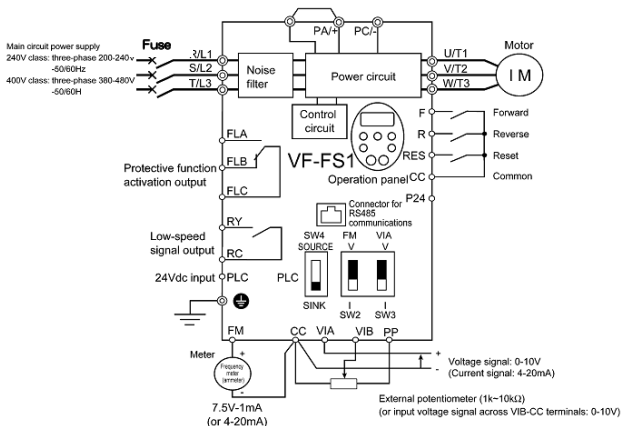 PA/+ PC/-
Main circuit power supply
240V class: three-phase 200-240v
-50/60Hz
400V class: three-phase 380-480V
-50/60H
Fuse
R/L1
S/L2
T/L3
Noise
filter
Power circuit
U/T1
V/T2
W/T3
Motor
I M
Control
circuit
VF-FS1
Operation panel
F Forward
R Reverse
RES Reset
CC Common
P24
FLA
FLB
FLC
Protective function
activation output
RY
RC
Low-speed
signal output
24Vdc input PLC
Connector for
RS485
communications
SW4
SOURCE
PLC
SINK
FM VIA
V V
I I
SW2 SW3
FM CC VIA VIB PP
Meter
+
Frequency
meter
(ammeter)
-
7.5V-1mA
(or 4-20mA)
+
-
Voltage signal: 0-10V
(Current signal: 4-20mA)
External potentiometer (1k~10kΩ)
(or input voltage signal across VIB-CC terminals: 0-10V)